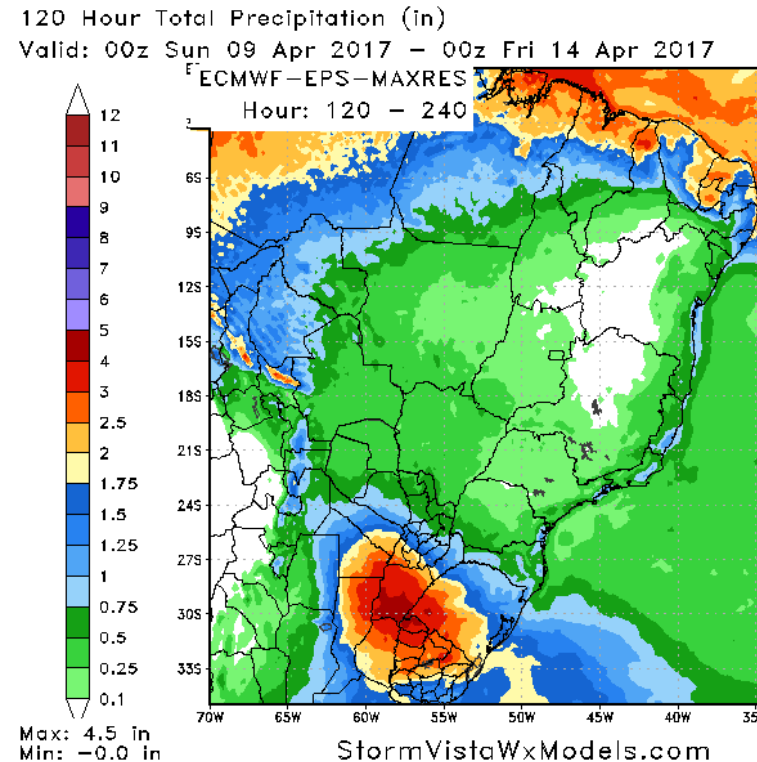 120 Hour Total Precipitation (in)
Valid: 00z Sun 09 Apr 2017 – 00z Fri 14 Apr 2017
ECMWF–EPS–MAXRES
Hour: 120 – 240
12
11
10
9
8
7
6
5
4
3
2.5
2
1.75
1.5
1.25
1
0.75
0.5
0.25
0.1
6S
9S
12S
15S
18S
21S
24S
27S
30S
33S
70W 65W 60W 55W 50W 45W 40W
Max: 4.5 in
Min: –0.0 in
StormVistaWxModels.com